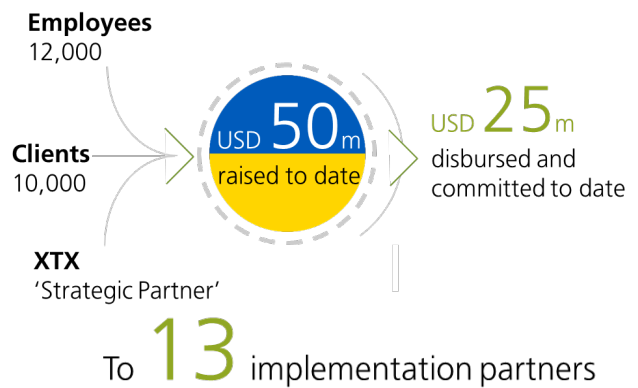 Employees
12,000
Clients
10,000
XTX
‘Strategic Partner’
USD 50m
raised to date
USD 25m
disbursed and
committed to date
To 13 implementation partners